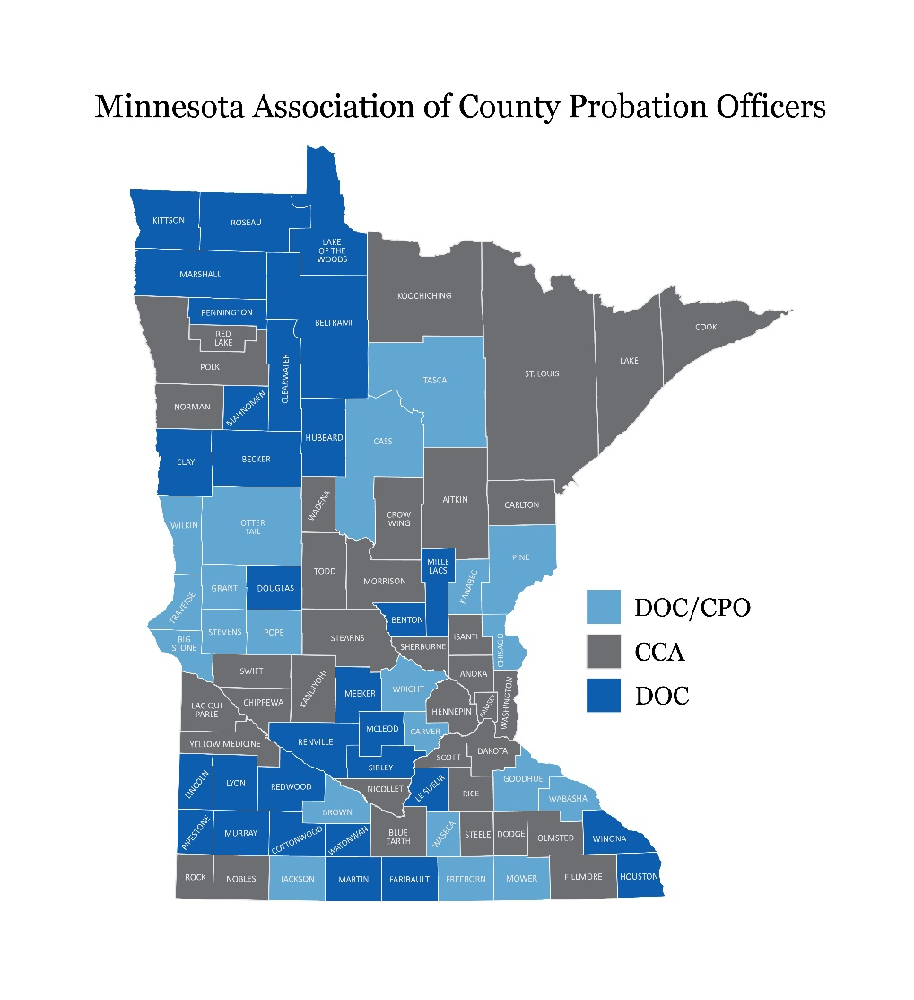 Minnesota Association of County Probation Officers
KITTSON
ROSEAU
LAKE
OF THE
WOODS
MARSHALL
KOOCHICHING
PENNINGTON
BELTRAMI
COOK
RED
LAKE
POLK
LAKE
CLEARWATER
ST. LOUIS
ITASCA
NORMAN
MAHNOMEN
HUBBARD
CASS
CLAY
BECKER
AITKIN
CARLTON
WADENA
CROW
WING
WILKIN
OTTER
TAIL
PINE
MILLE
LACS
TODD
MORRISON
KANABEC
GRANT
DOUGLAS
TRAVERSE
BENTON
STEVENS
POPE
STEARNS
ISANTI
BIG
STONE
SHERBURNE
CHISAGO
DOC/CPO
CCA
DOC
SWIFT
ANOKA
KANDIYOHI
WRIGHT
MEEKER
WASHINGTON
CHIPPEWA
LAC QUI
PARLE
HENNEPIN
RAMSEY
MCLEOD
CARVER
YELLOW MEDICINE
RENVILLE
DAKOTA
SCOTT
SIBLEY
GOODHUE
LINCOLN
LYON
REDWOOD
NICOLLET
LE SUEUR
RICE
WABASHA
BROWN
PIPESTONE
MURRAY
COTTONWOOD
WATONWAN
BLUE
EARTH
WASECA
STEELE
DODGE
OLMSTED
WINONA
ROCK
NOBLES
JACKSON
MARTIN
FARIBAULT
FREEBORN
MOWER
FILLMORE
HOUSTON